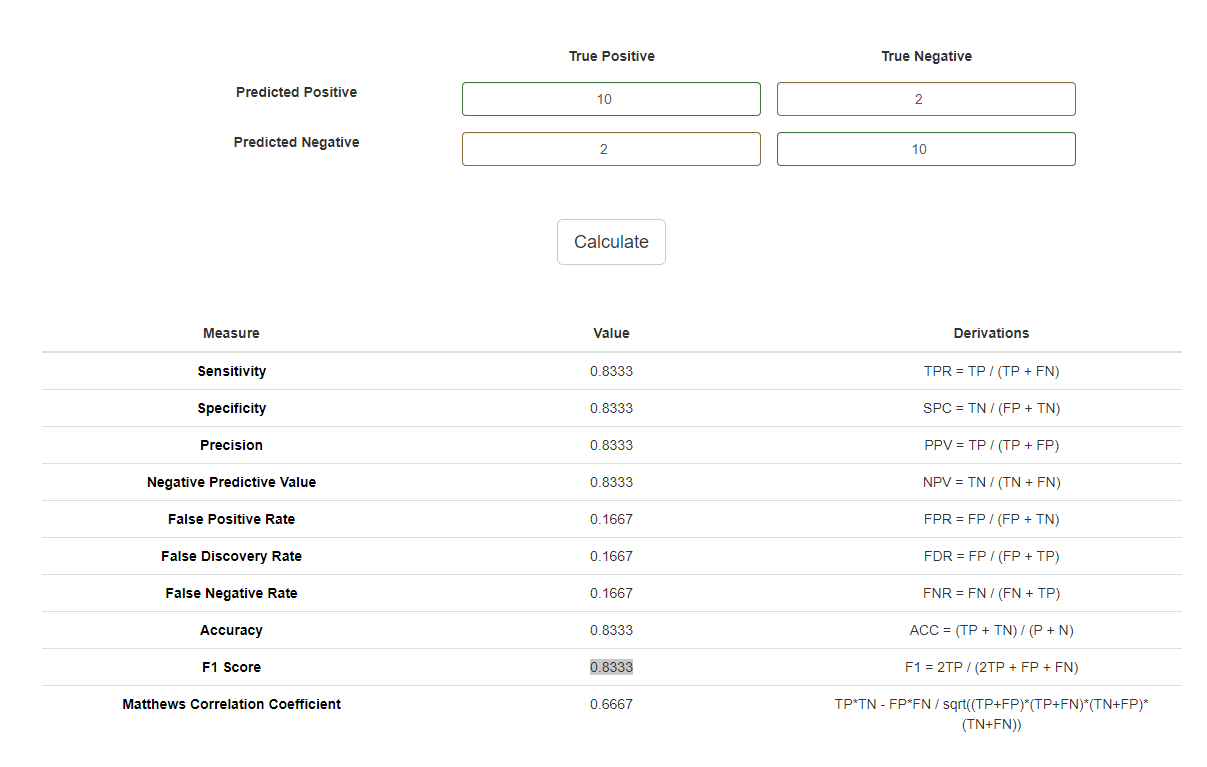 True Positive True Negative
Predicted Positive 10 2
Predicted Negative 2 10
Calculate
Measure Value Derivations
Sensitivity 0.8333 TPR = TP / (TP + FN)
Specificity 0.8333 SPC = TN / (FP + TN)
Precision 0.8333 PPV = TP / (TP + FP)
Negative Predictive Value 0.8333 NPV = TN / (TN + FN)
False Positive Rate 0.1667 FPR = FP / (FP + TN)
False Discovery Rate 0.1667 FDR = FP / (FP + TP)
False Negative Rate 0.1667 FNR = FN / (FN + TP)
Accuracy 0.8333 ACC = (TP + TN) / (P + N)
F1 Score 0.8333 F1 = 2TP / (2TP + FP + FN)
Matthews Correlation Coefficient 0.6667 TP*TN - FP*FN / sqrt((TP+FP)*(TP+FN)*(TN+FP)*
(TN+FN))